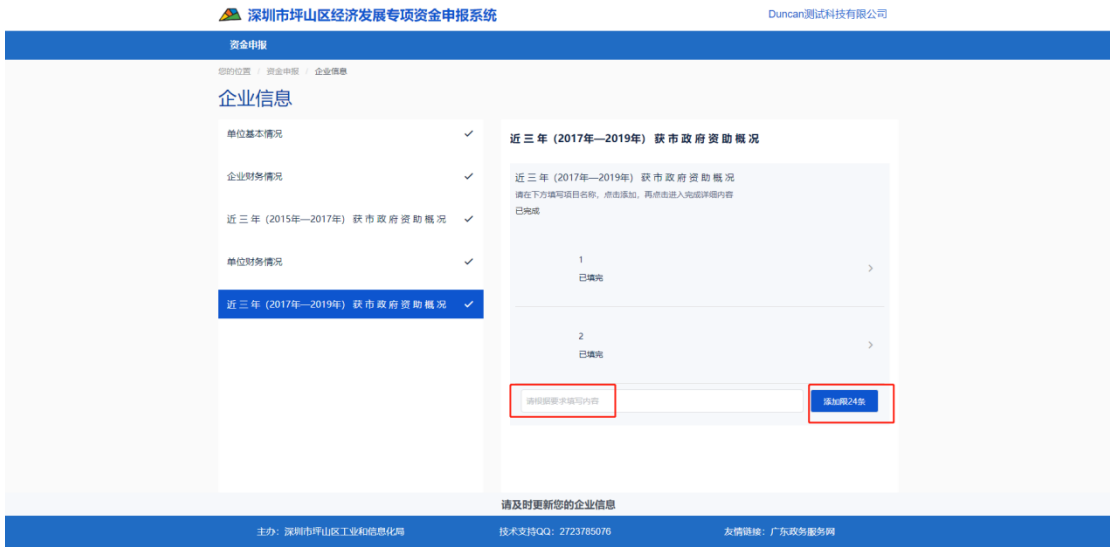 深圳市坪山区经济发展专项资金申报系统
Duncan测试科技有限公司
资金申报
您的位置 / 资金申报 / 企业信息
企业信息
单位基本情况
企业财务情况
近三年（2015年—2017年）获市政府资助概况
单位财务情况
近三年（2017年—2019年）获市政府资助概况
近三年（2017年—2019年）获市政府资助概况
近三年（2017年—2019年）获市政府资助概况
请在下方填写项目名称，点击添加，再点击进入完成详细内容
已完成
1
已填完
2
已填完
请根据要求填写内容
添加限24条
请及时更新您的企业信息
主办：深圳市坪山区工业和信息化局
技术支持QQ：2723785076
友情链接：广东政务服务网